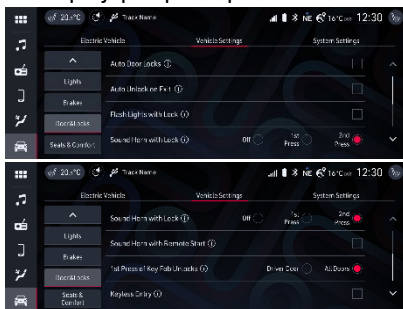 20.5°C Track Name NE 16°C 12:30
Electric Vehicle Vehicle Settings System Settings
Auto Door Locks
Lights
Auto Unlock on Exit
Brakes
Flash Lights with Lock
Door&Locks
Seats & Comfort
Sound Horn with Lock Off 1st Press 2nd Press
20.5°C Track Name NE 16°C 12:30
Electric Vehicle Vehicle Settings System Settings
Sound Horn with Lock Off 1st Press 2nd Press
Lights
Sound Horn with Remote Start
Brakes
Door&Locks
1st Press of Key Fob Unlocks Driver Door All Doors
Seats & Comfort
Keyless Entry